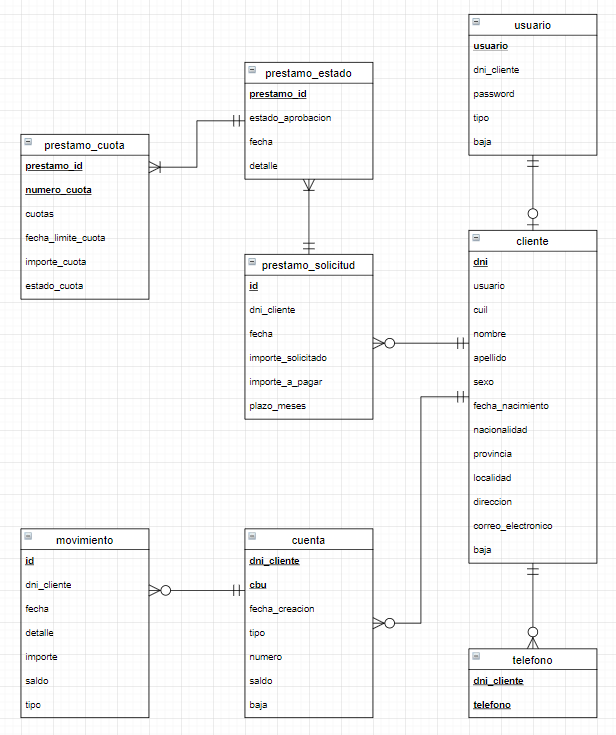 usuario
usuario
dni_cliente
password
tipo
baja
prestamo_estado
prestamo_id
estado_aprobacion
fecha
detalle
prestamo_cuota
prestamo_id
numero_cuota
cuotas
fecha_limite_cuota
importe_cuota
estado_cuota
prestamo_solicitud
id
dni_cliente
fecha
importe_solicitado
importe_a_pagar
plazo_meses
cliente
dni
usuario
cuil
nombre
apellido
sexo
fecha_nacimiento
nacionalidad
provincia
localidad
direccion
correo_electronico
baja
movimiento
id
dni_cliente
fecha
detalle
importe
saldo
tipo
cuenta
dni_cliente
cbu
fecha_creacion
tipo
numero
saldo
baja
telefono
dni_cliente
telefono